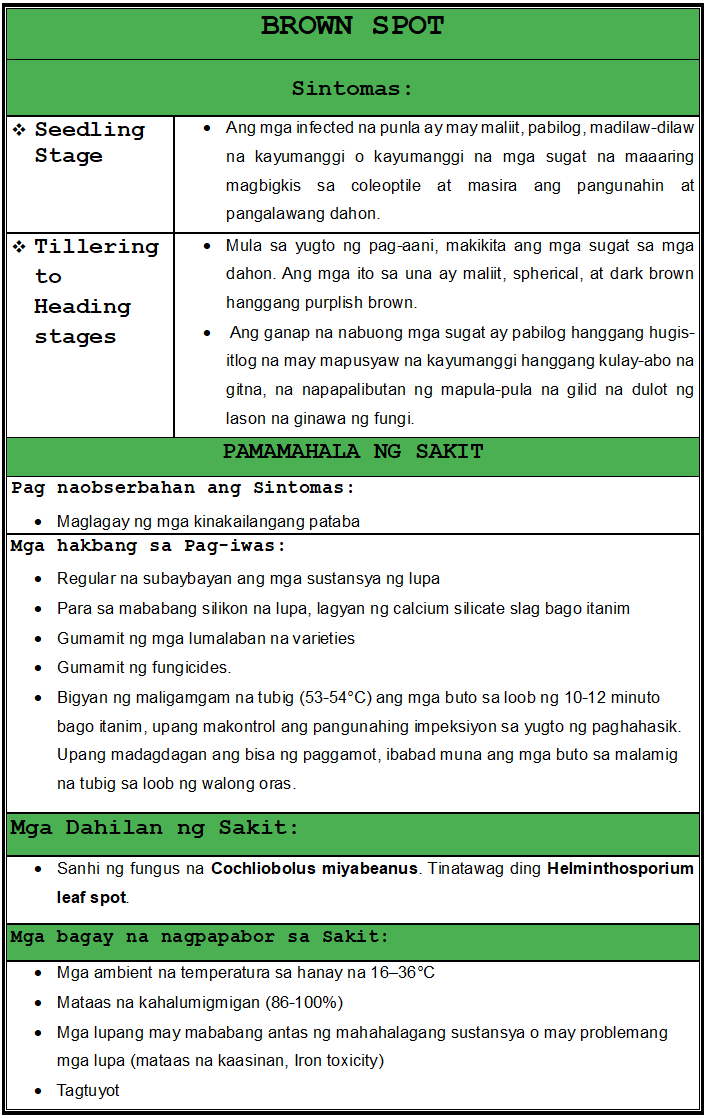 BROWN SPOT
Sintomas:
❖ Seedling
Stage
• Ang mga infected na punla ay may maliit, pabilog, madilaw-dilaw
na kayumanggi o kayumanggi na mga sugat na maaaring
magbigkis sa coleoptile at masira ang pangunahin at
pangalawang dahon.
❖ Tillering
to
Heading
stages
• Mula sa yugto ng pag-aani, makikita ang mga sugat sa mga
dahon. Ang mga ito sa una ay maliit, spherical, at dark brown
hanggang purplish brown.
• Ang ganap na nabuong mga sugat ay pabilog hanggang hugis-
itlog na may mapusyaw na kayumanggi hanggang kulay-abo na
gitna, na napapalibutan ng mapula-pula na gilid na dulot ng
lason na ginawa ng fungi.
PAMAMAHALA NG SAKIT
Pag naobserbahan ang Sintomas:
• Maglagay ng mga kinakailangang pataba
Mga hakbang sa Pag-iwas:
• Regular na subaybayan ang mga sustansya ng lupa
• Para sa mababang silikon na lupa, lagyan ng calcium silicate slag bago itanim
• Gumamit ng mga lumalaban na varieties
• Gumamit ng fungicides.
• Bigyan ng maligamgam na tubig (53-54°C) ang mga buto sa loob ng 10-12 minuto
bago itanim, upang makontrol ang pangunahing impeksiyon sa yugto ng paghahasik.
Upang madagdagan ang bisa ng paggamot, ibabad muna ang mga buto sa malamig
na tubig sa loob ng walong oras.
Mga Dahilan ng Sakit:
• Sanhi ng fungus na Cochliobolus miyabeanus. Tinatawag ding Helminthosporium
leaf spot.
Mga bagay na nagpapabor sa Sakit:
• Mga ambient na temperatura sa hanay na 16–36°C
• Mataas na kahalumigmigan (86-100%)
• Mga lupang may mababang antas ng mahahalagang sustansya o may problemang
mga lupa (mataas na kaasinan, Iron toxicity)
• Tagtuyot